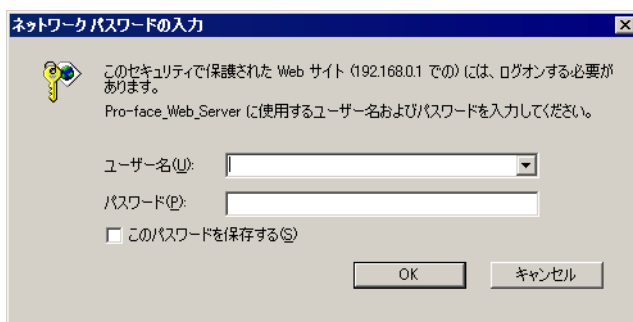 ネットワーク パスワードの入力
このセキュリティで保護された Web サイト (192.168.0.1 での) には、ログオンする必要が
あります。
Pro-face_Web_Server に使用するユーザー名およびパスワードを入力してください。
ユーザー名(U):
パスワード(P):
このパスワードを保存する(S)
OK
キャンセル